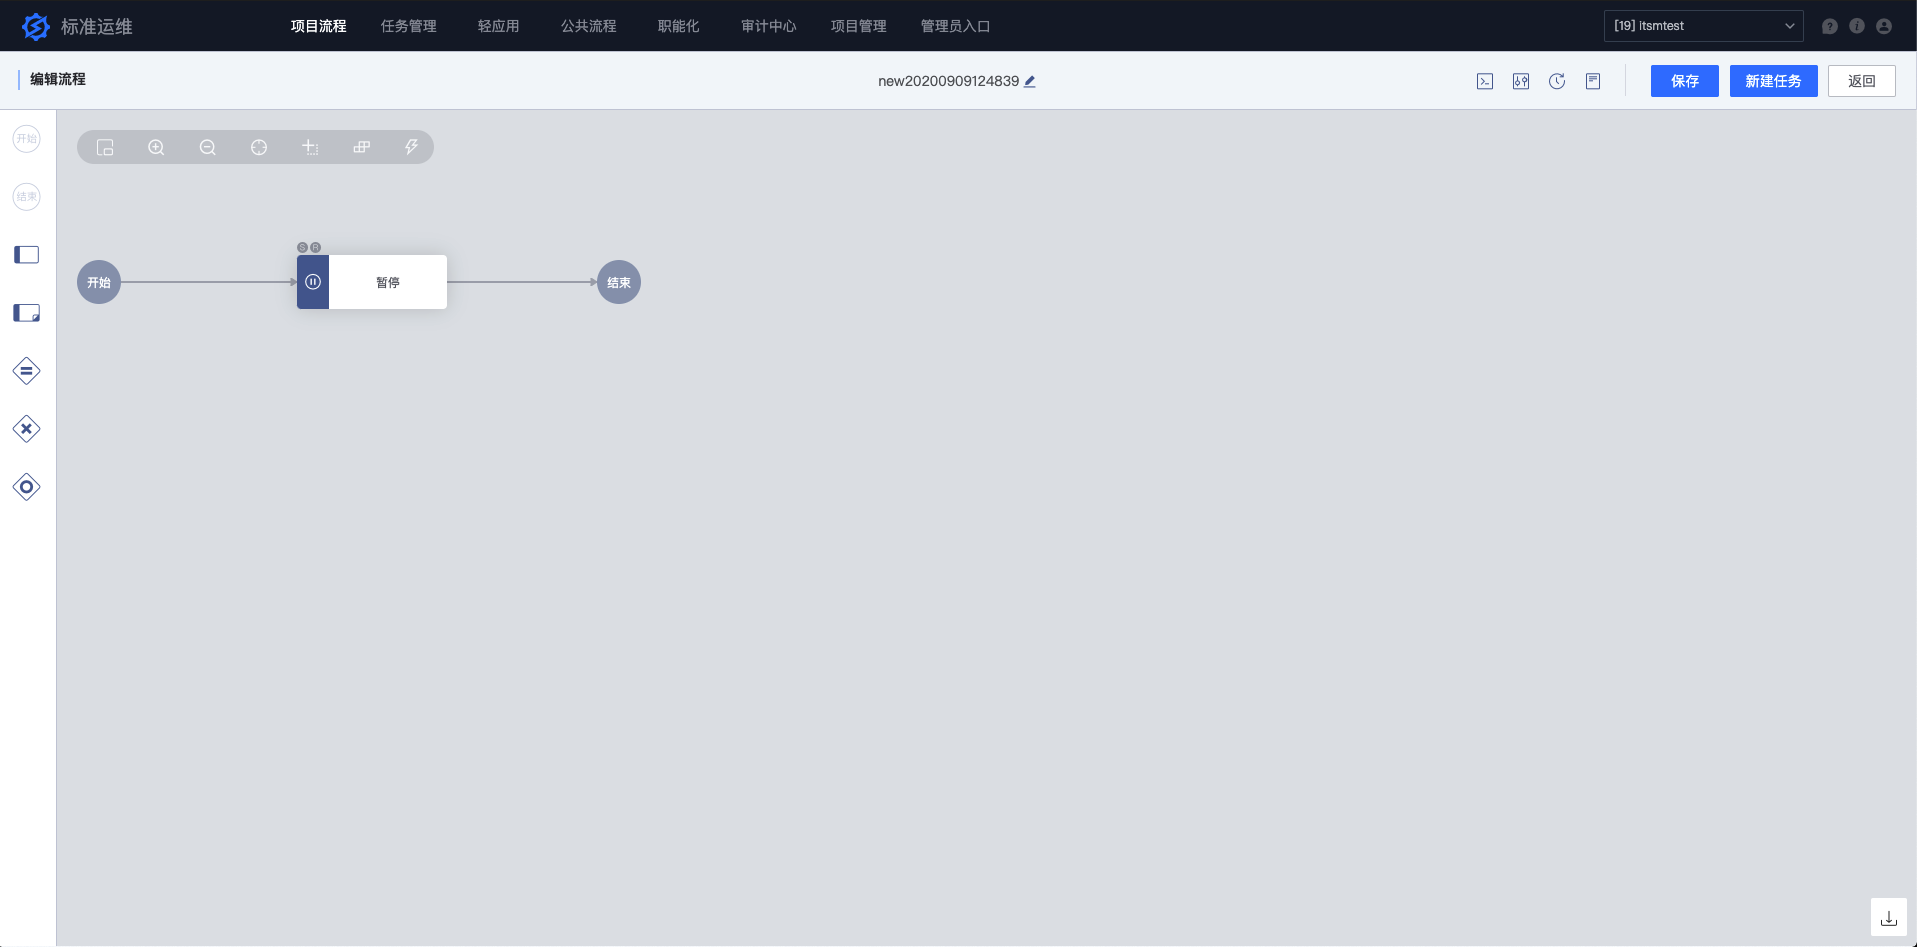 标准运维
项目流程 任务管理 轻应用 公共流程 职能化 审计中心 项目管理 管理员入口
[19] itsmtest
编辑流程
new20200909124839
保存 新建任务 返回
开始
结束
S R
开始
暂停
结束